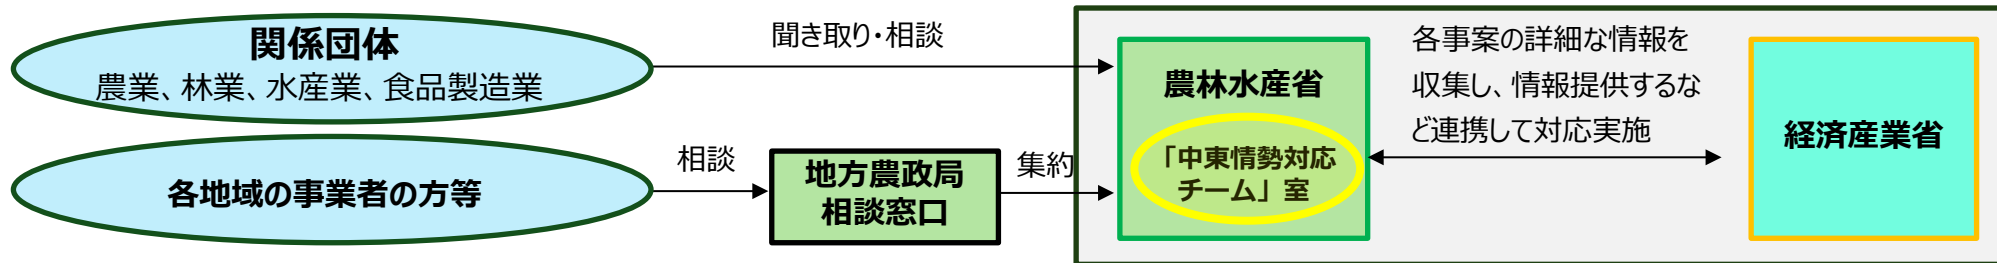 関係団体
農業、林業、水産業、食品製造業
聞き取り・相談
各地域の事業者の方等
相談
地方農政局
相談窓口
集約
農林水産省
「中東情勢対応
チーム」室
各事案の詳細な情報を
収集し、情報提供するな
ど連携して対応実施
経済産業省